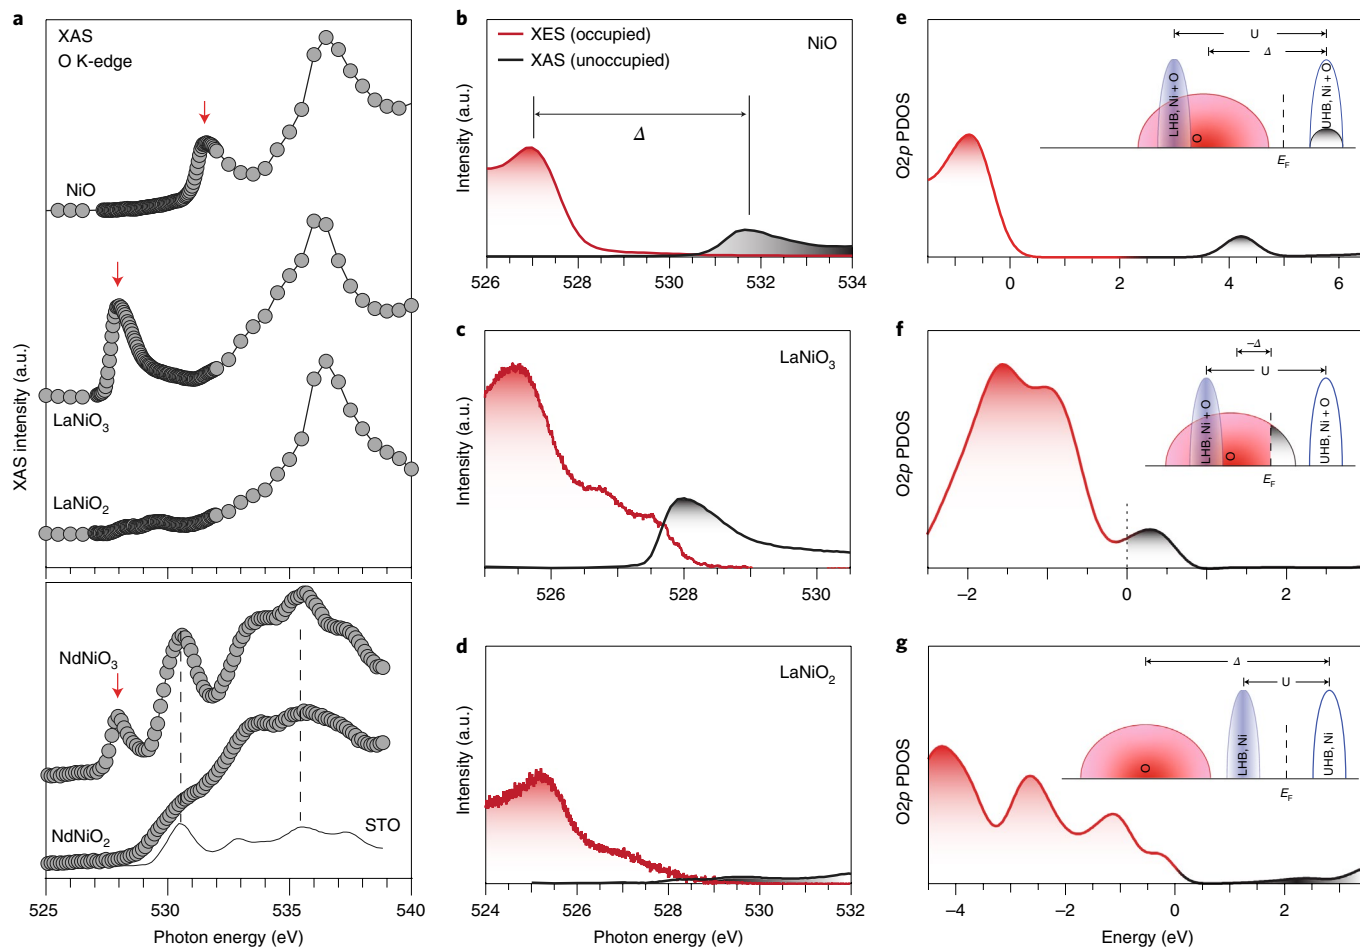 a
XAS
O K-edge
NiO
LaNiO3
LaNiO2
XAS intensity (a.u.)
NdNiO3
NdNiO2
STO
525
530
535
540
Photon energy (eV)
b
XES (occupied)
XAS (unoccupied)
NiO
Δ
Intensity (a.u.)
526
528
530
532
534
c
LaNiO3
Intensity (a.u.)
526
528
530
d
LaNiO2
Intensity (a.u.)
524
526
528
530
532
Photon energy (eV)
e
U
Δ
LHB, Ni + O
O
UHB, Ni + O
EF
O2p PDOS
0
2
4
6
f
–Δ
U
LHB, Ni + O
O
UHB, Ni + O
EF
O2p PDOS
–2
0
2
g
Δ
U
O
LHB, Ni
UHB, Ni
EF
O2p PDOS
–4
–2
0
2
Energy (eV)